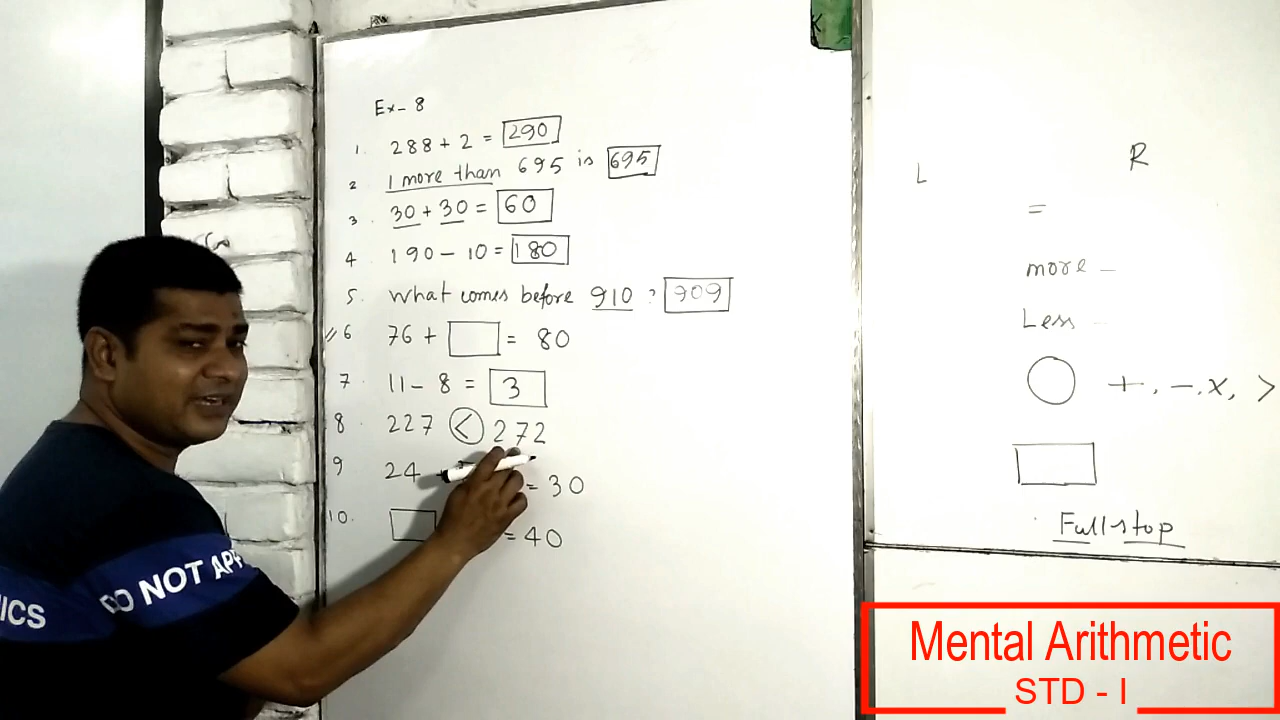 Ex- 8
1. 288 + 2 = 290
2 1 more than 695 is 695
3. 30 + 30 = 60
4. 190 - 10 = 180
5. What comes before 910 ? 909
6 76 + = 80
7. 11 - 8 = 3
8 227 < 272
9 24 = 30
10. = 40
L R
=
more -
Less -
+, -, x, >
Fullstop
DO NOT APP
ICS
K
Mental Arithmetic
STD - I